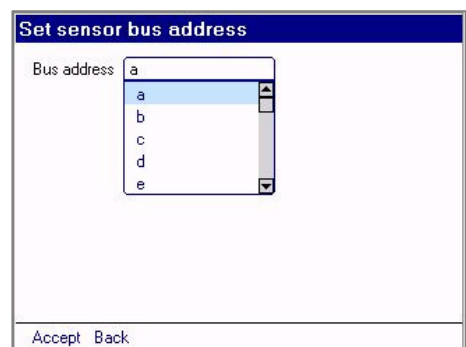 Set sensor bus address
Bus address a
a
b
c
d
e
Accept Back